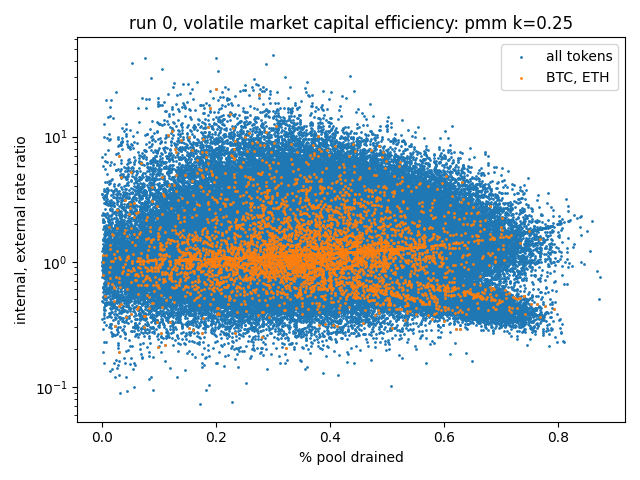 run 0, volatile market capital efficiency: pmm k=0.25
all tokens
BTC, ETH
internal, external rate ratio
10¹
10⁰
10⁻¹
0.0 0.2 0.4 0.6 0.8
% pool drained